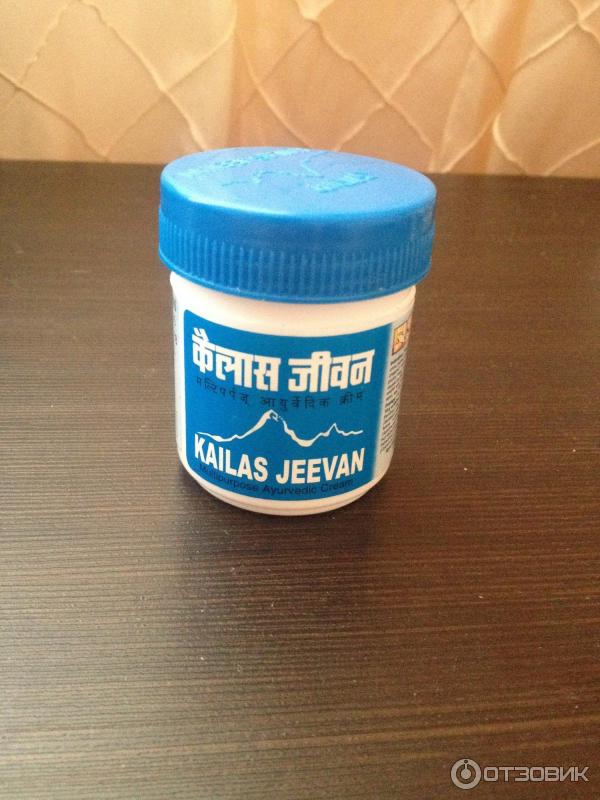 कैलास जीवन
मल्टिपर्पज् आयुर्वेदिक क्रीम
KAILAS JEEVAN
Multipurpose Ayurvedic Cream
ОТЗОВИК